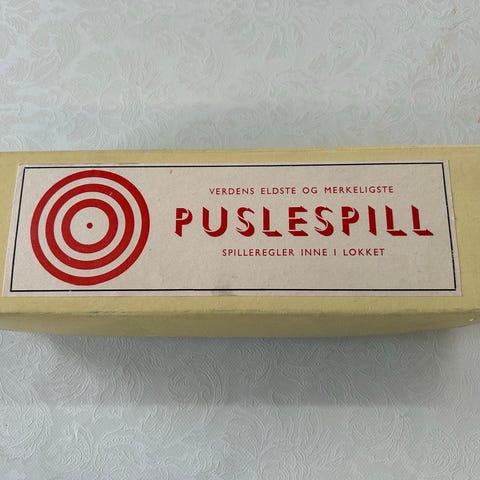 VERDENS ELDSTE OG MERKELIGSTE
PUSLESPILL
SPILLEREGLER INNE I LOKKET